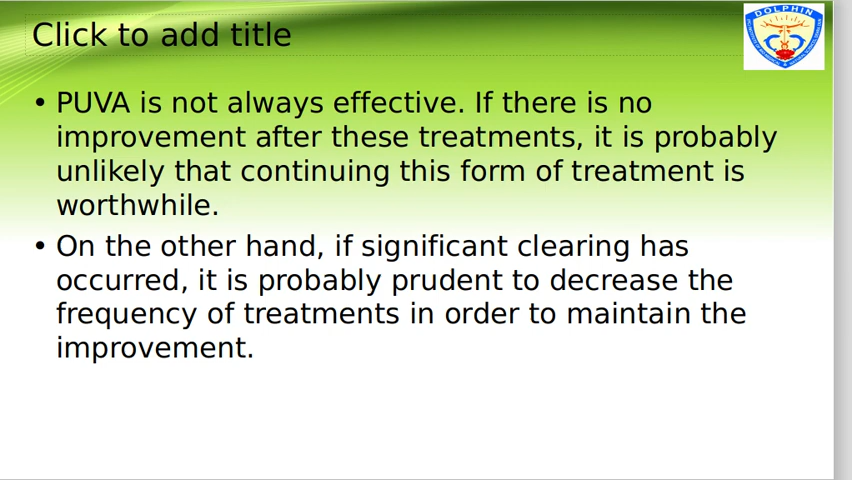 Click to add title
DOLPHIN
• PUVA is not always effective. If there is no
improvement after these treatments, it is probably
unlikely that continuing this form of treatment is
worthwhile.
• On the other hand, if significant clearing has
occurred, it is probably prudent to decrease the
frequency of treatments in order to maintain the
improvement.